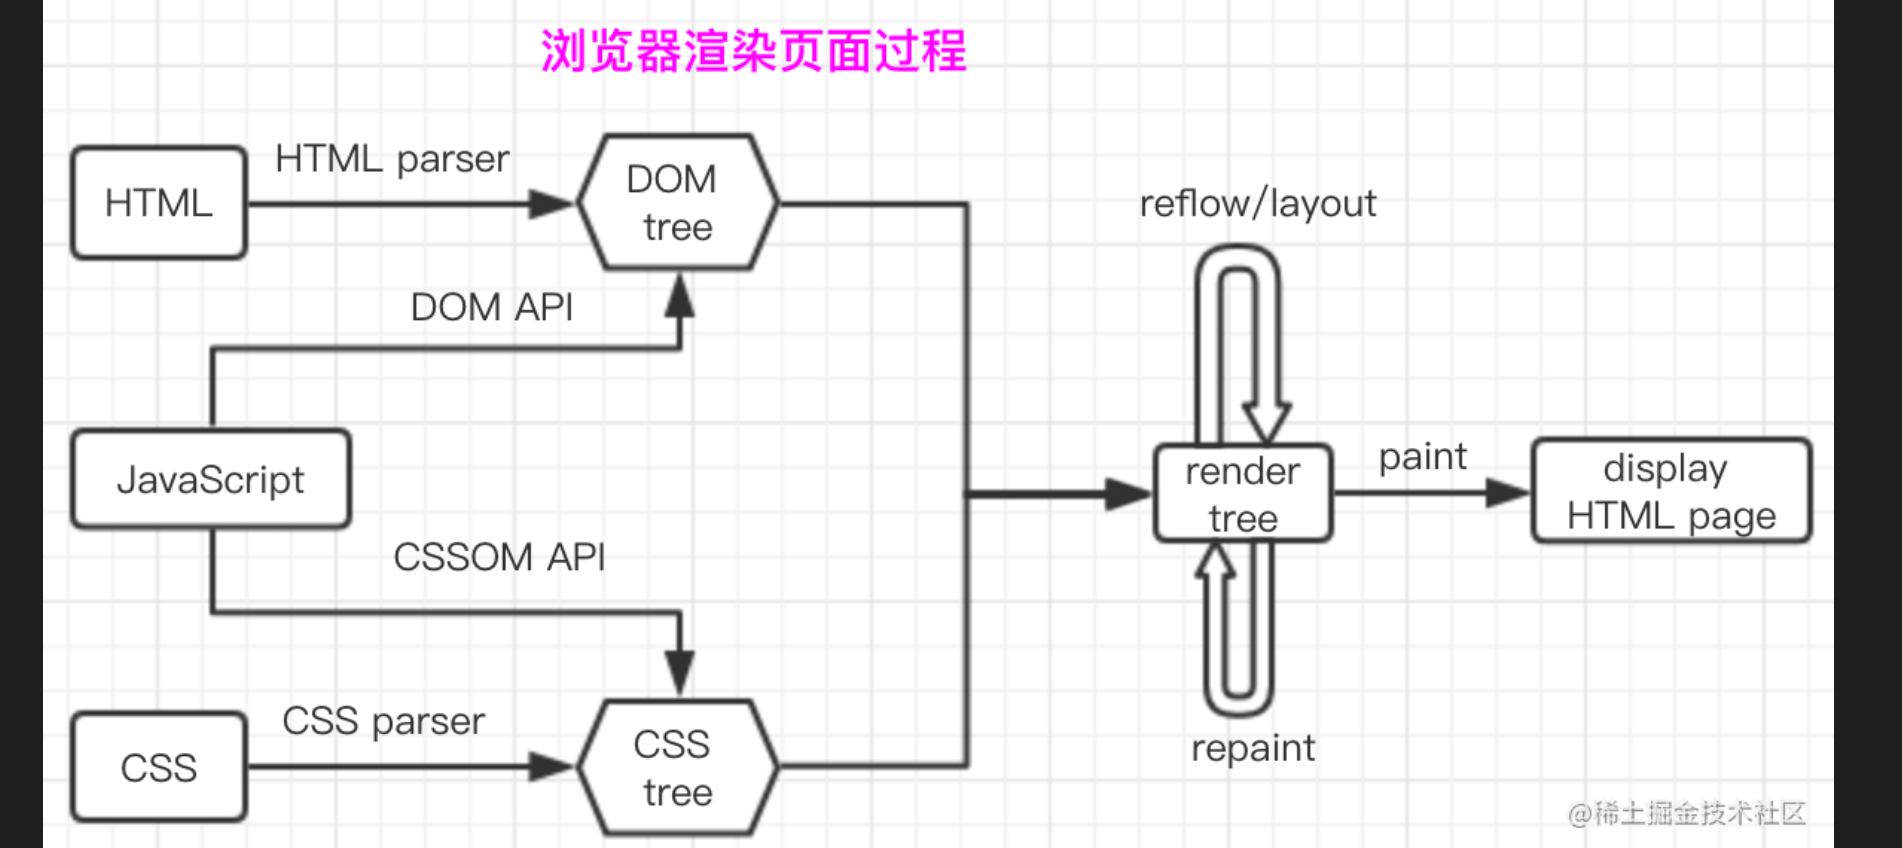 浏览器渲染页面过程
HTML
HTML parser
DOM
tree
DOM API
JavaScript
CSSOM API
CSS
CSS parser
CSS
tree
reflow/layout
render
tree
repaint
paint
display
HTML page
@稀土掘金技术社区